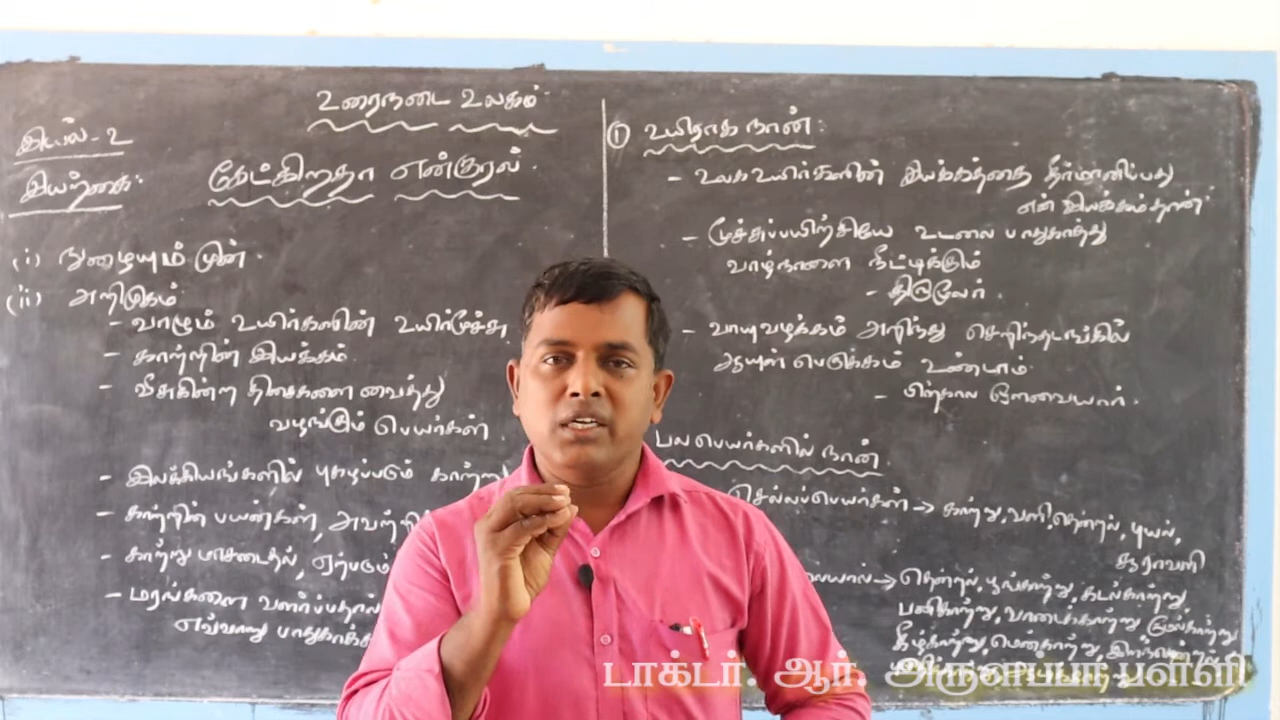 உரைநடை உலகம்
இயல் - 2
இயற்கை:
கேட்கிறதா என்குரல்.
(i) நுழையும் முன்.
(ii) அறிமுகம்
- வாழும் உயிர்களின் உயிர்மூச்சு,
- காற்றின் இயக்கம்.
- வீசுகின்ற திசைகளை வைத்து
வழங்கும் பெயர்கள்.
- இலக்கியங்களில் புகழப்படும் காற்று
- காற்றின் பயன்கள்,
- காற்று மாசடைதல், ஏற்படும்
- மரங்களை வளர்ப்பதால்
எவ்வாறு
① உயிராக நான்:
- உலக உயிர்களின் இயக்கத்தை தீர்மானிப்பது
என் இயக்கம்தான்.
- மூச்சுப்பயிற்சியே உடலை பாதுகாத்து
வாழ்நாளை நீட்டிக்கும்
- திருமூலர்.
- வாயுவழக்கம் அறிந்து செறிந்தடங்கில்
ஆயுள் பெருக்கம் உண்டாம்.
- பிற்கால ஔவையார்.
பல பெயர்களில் நான்.
செல்லப்பெயர்கள் → காற்று, வளி, தென்றல், புயல்,
சூறாவளி
→ தென்றல், பூங்காற்று, கடல்காற்று
பனிகாற்று, வாடைக்காற்று மேல்காற்று
கீழ்காற்று, மென்காற்று,
டாக்டர். ஆர். அருளப்பா பள்ளி